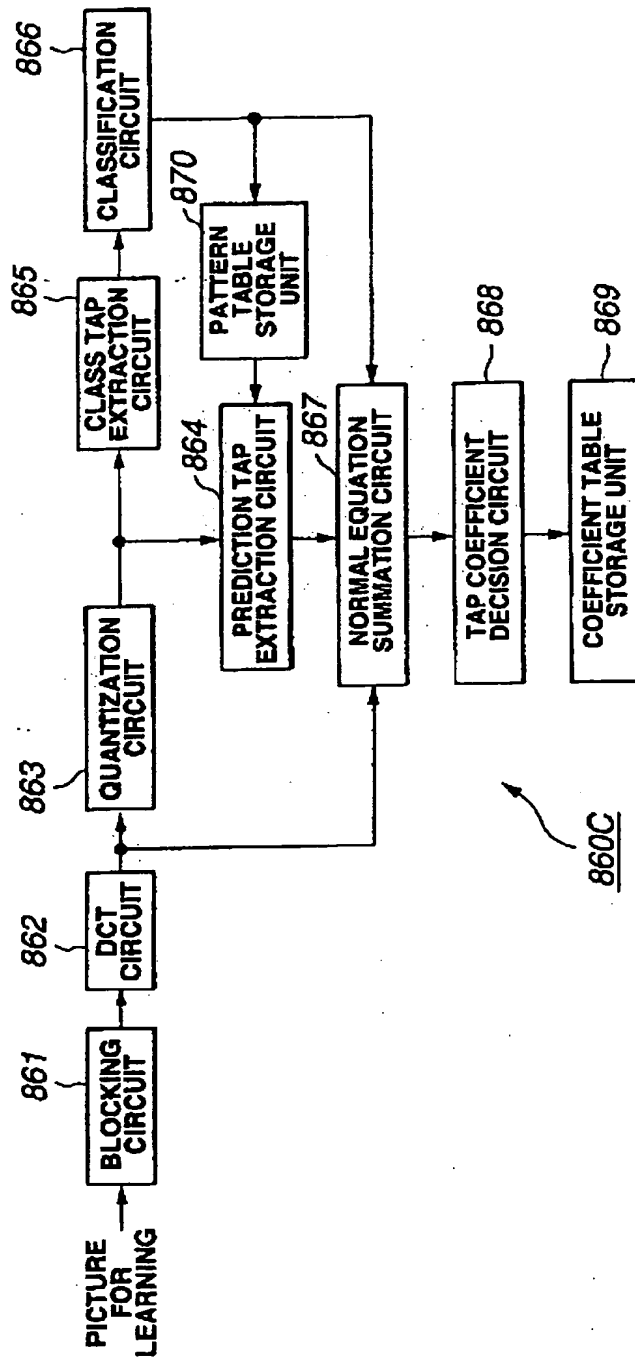 PICTURE
FOR
LEARNING
861
BLOCKING
CIRCUIT
862
DCT
CIRCUIT
863
QUANTIZATION
CIRCUIT
865
CLASS TAP
EXTRACTION
CIRCUIT
866
CLASSIFICATION
CIRCUIT
870
PATTERN
TABLE
STORAGE
UNIT
864
PREDICTION TAP
EXTRACTION CIRCUIT
867
NORMAL EQUATION
SUMMATION CIRCUIT
868
TAP COEFFICIENT
DECISION CIRCUIT
869
COEFFICIENT TABLE
STORAGE UNIT
860C